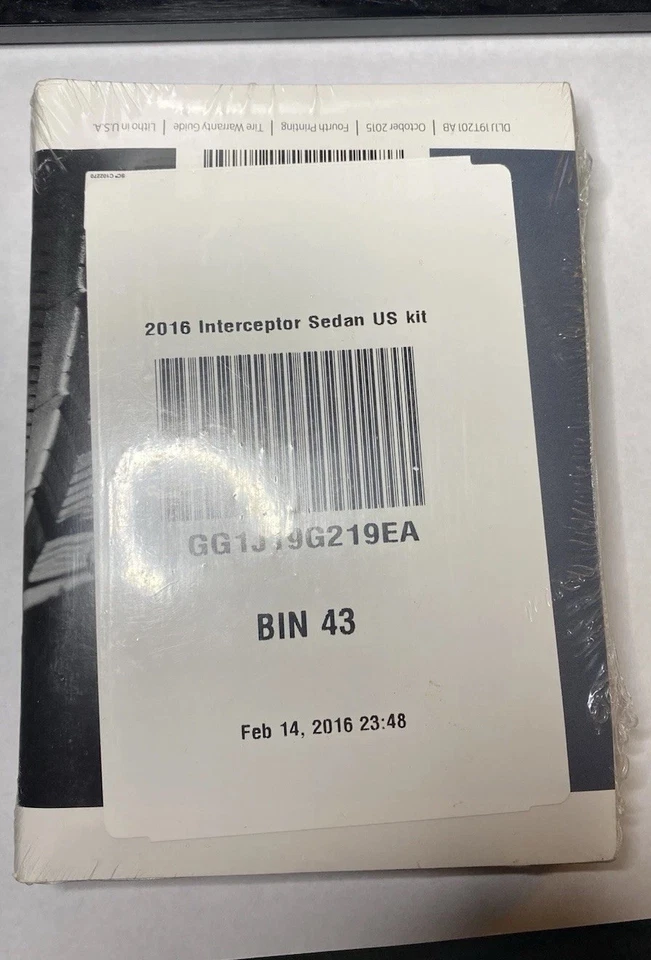 19T201 AB | October 2015 | Fourth Printing | Tire Warranty Guide | Litho in U.S.A.
2016 Interceptor Sedan US kit
GG1J19G219EA
BIN 43
Feb 14, 2016 23:48